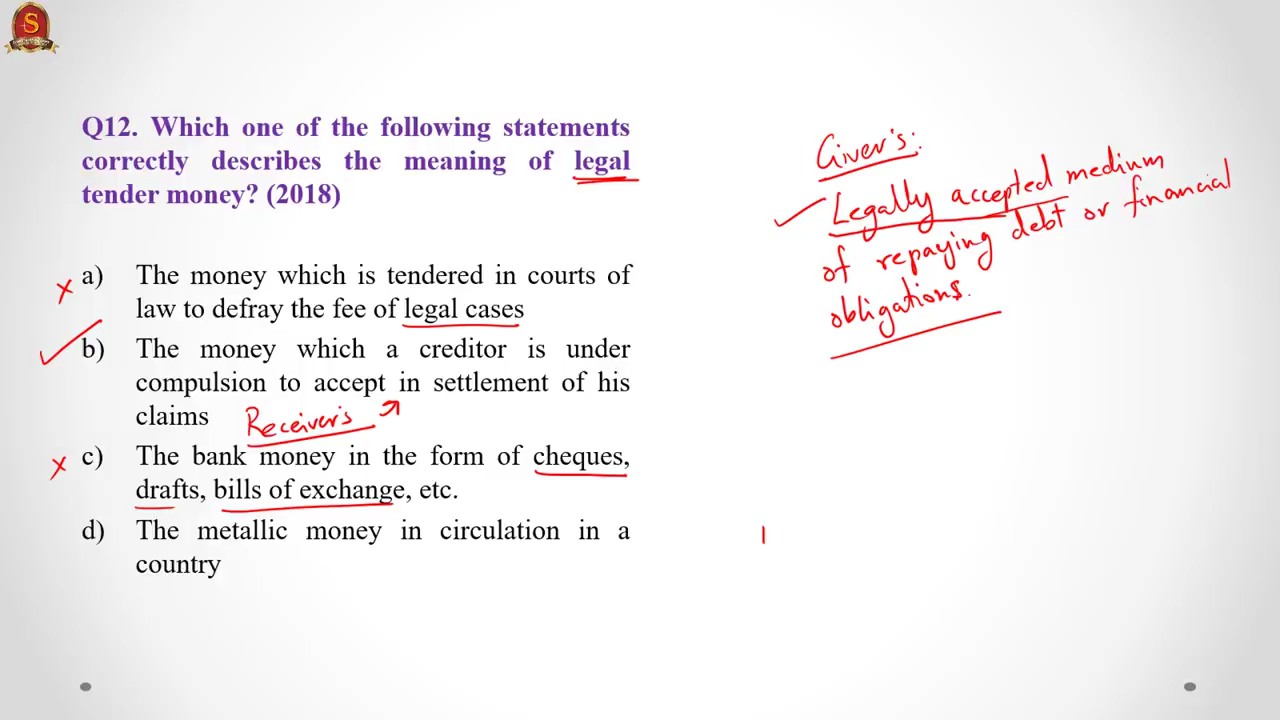 S
Q12. Which one of the following statements
correctly describes the meaning of legal
tender money? (2018)
a) The money which is tendered in courts of
law to defray the fee of legal cases
b) The money which a creditor is under
compulsion to accept in settlement of his
claims
Receiver's
c) The bank money in the form of cheques,
drafts, bills of exchange, etc.
d) The metallic money in circulation in a
country
Giver's:
Legally accepted medium
of repaying debt or financial
obligations.